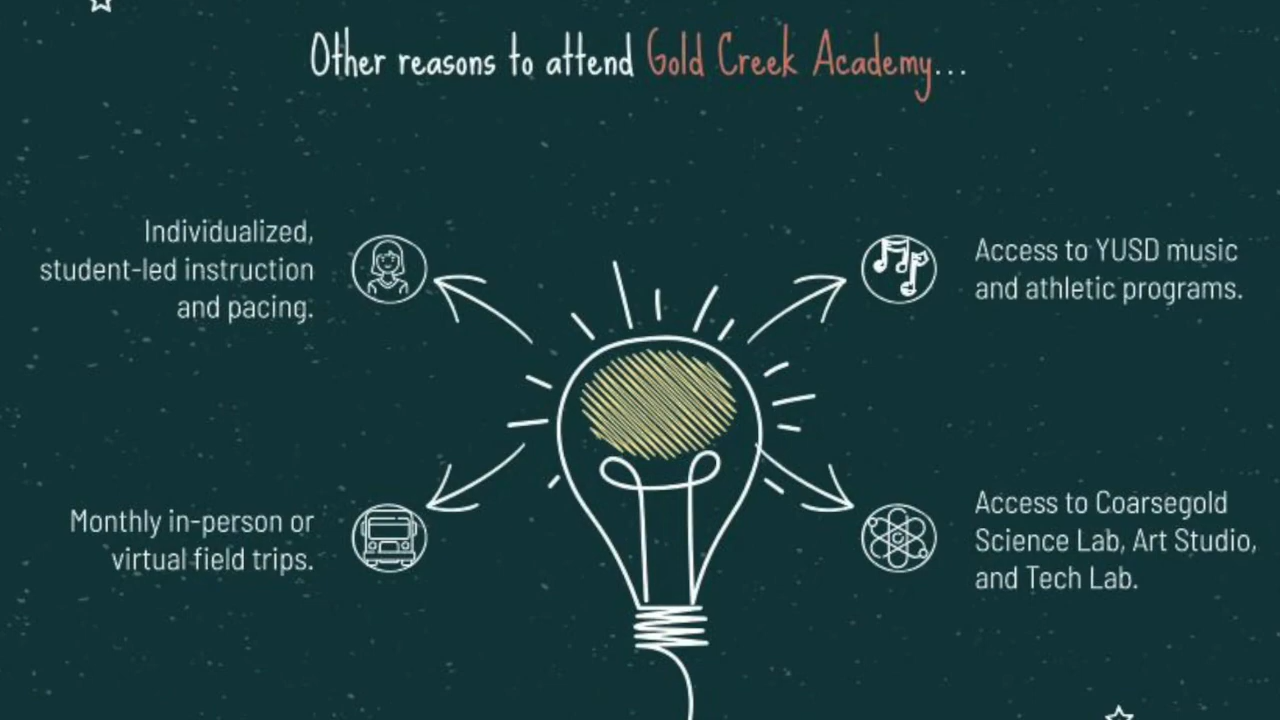 Other reasons to attend Gold Creek Academy...
Individualized,
student-led instruction
and pacing.
Access to YUSD music
and athletic programs.
Monthly in-person or
virtual field trips.
Access to Coarsegold
Science Lab, Art Studio,
and Tech Lab.